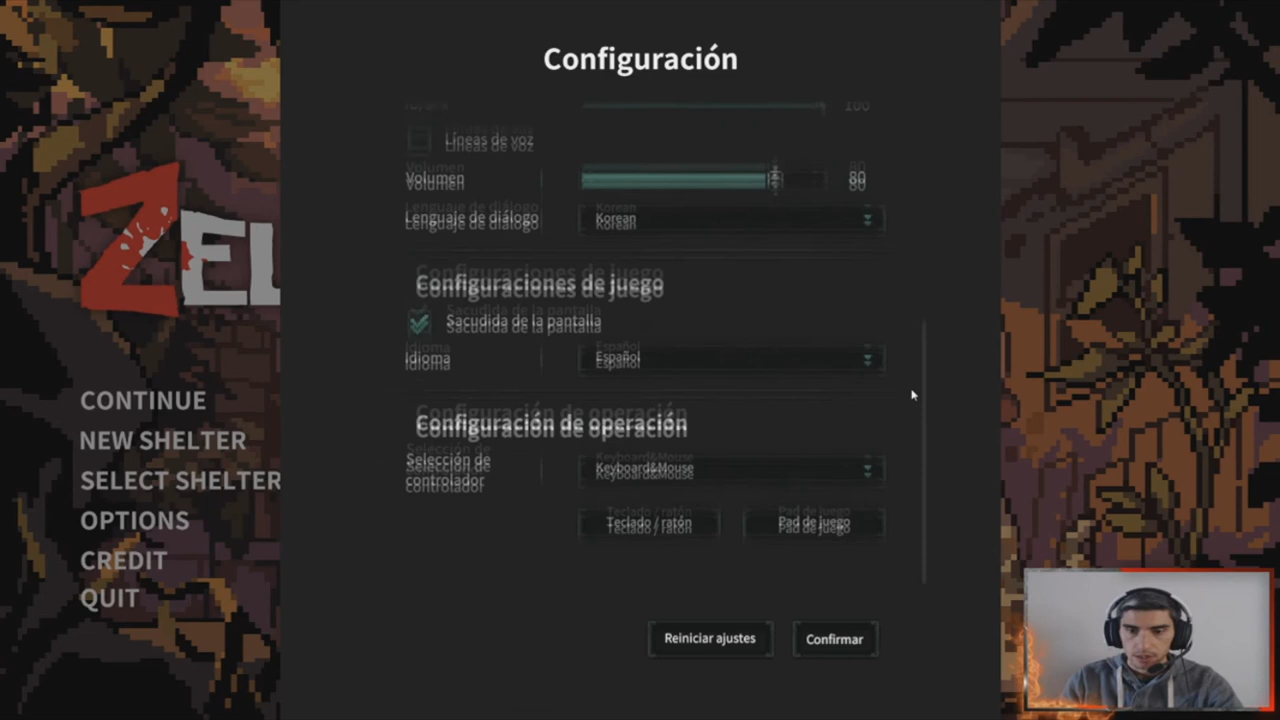 Configuración
100
Líneas de voz
Volumen 80
Lenguaje de diálogo Korean
Configuraciones de juego
Sacudida de la pantalla
Idioma Español
Configuración de operación
Selección de controlador Keyboard&Mouse
Teclado / ratón Pad de juego
Reiniciar ajustes Confirmar
ZEL
CONTINUE
NEW SHELTER
SELECT SHELTER
OPTIONS
CREDIT
QUIT